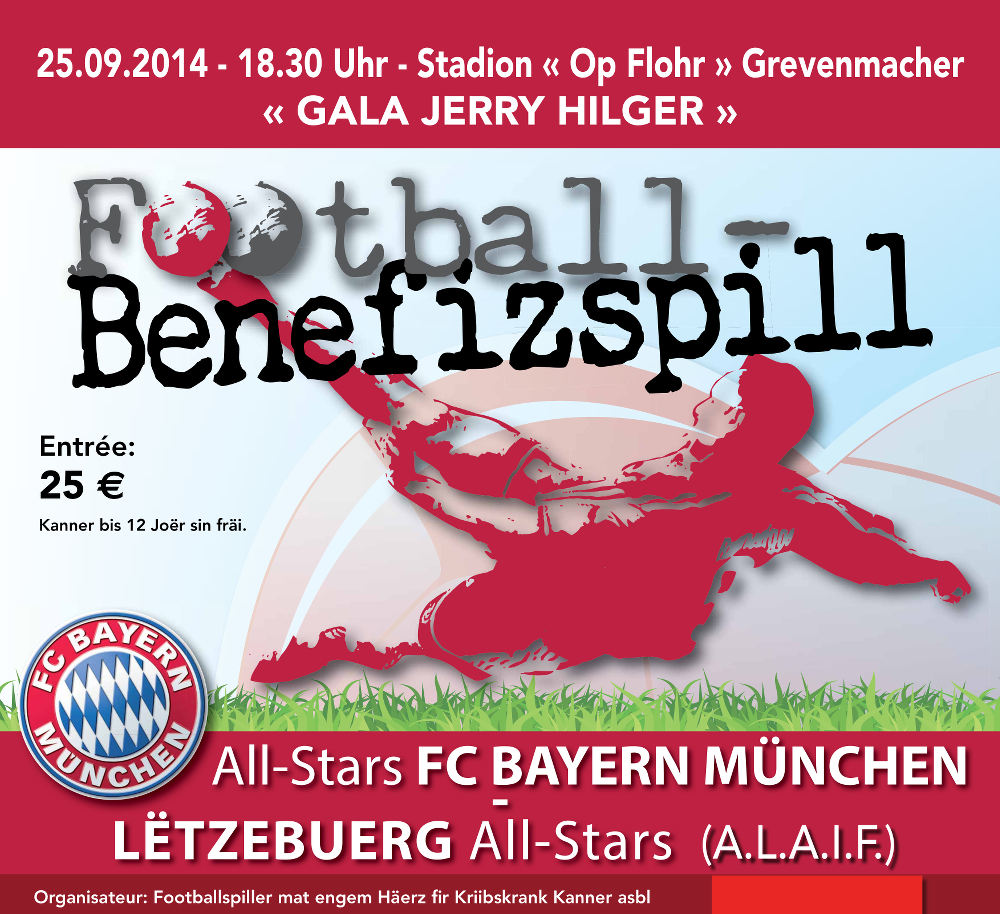 25.09.2014 - 18.30 Uhr - Stadion « Op Flohr » Grevenmacher
« GALA JERRY HILGER »
Football-
Benefizspill
Entrée:
25 €
Kanner bis 12 Joër sin fräi.
FC BAYERN
MÜNCHEN
All-Stars FC BAYERN MÜNCHEN
-
LËTZEBUERG All-Stars (A.L.A.I.F.)
Organisateur: Footballspiller mat engem Häerz fir Kriibskrank Kanner asbl